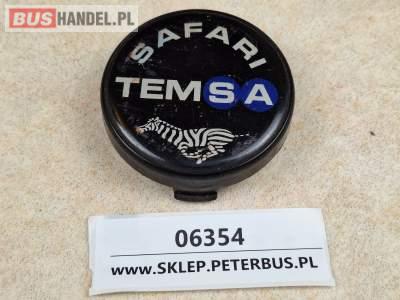 BUSHANDEL.PL
SAFARI
TEMSA
06354
WWW.SKLEP.PETERBUS.PL